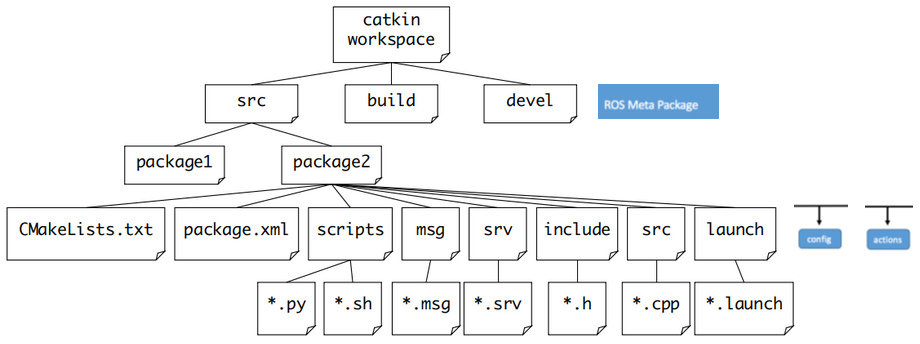 catkin
workspace
src
build
devel
ROS Meta Package
package1
package2
CMakeLists.txt
package.xml
scripts
msg
srv
include
src
launch
config
actions
*.py
*.sh
*.msg
*.srv
*.h
*.cpp
*.launch